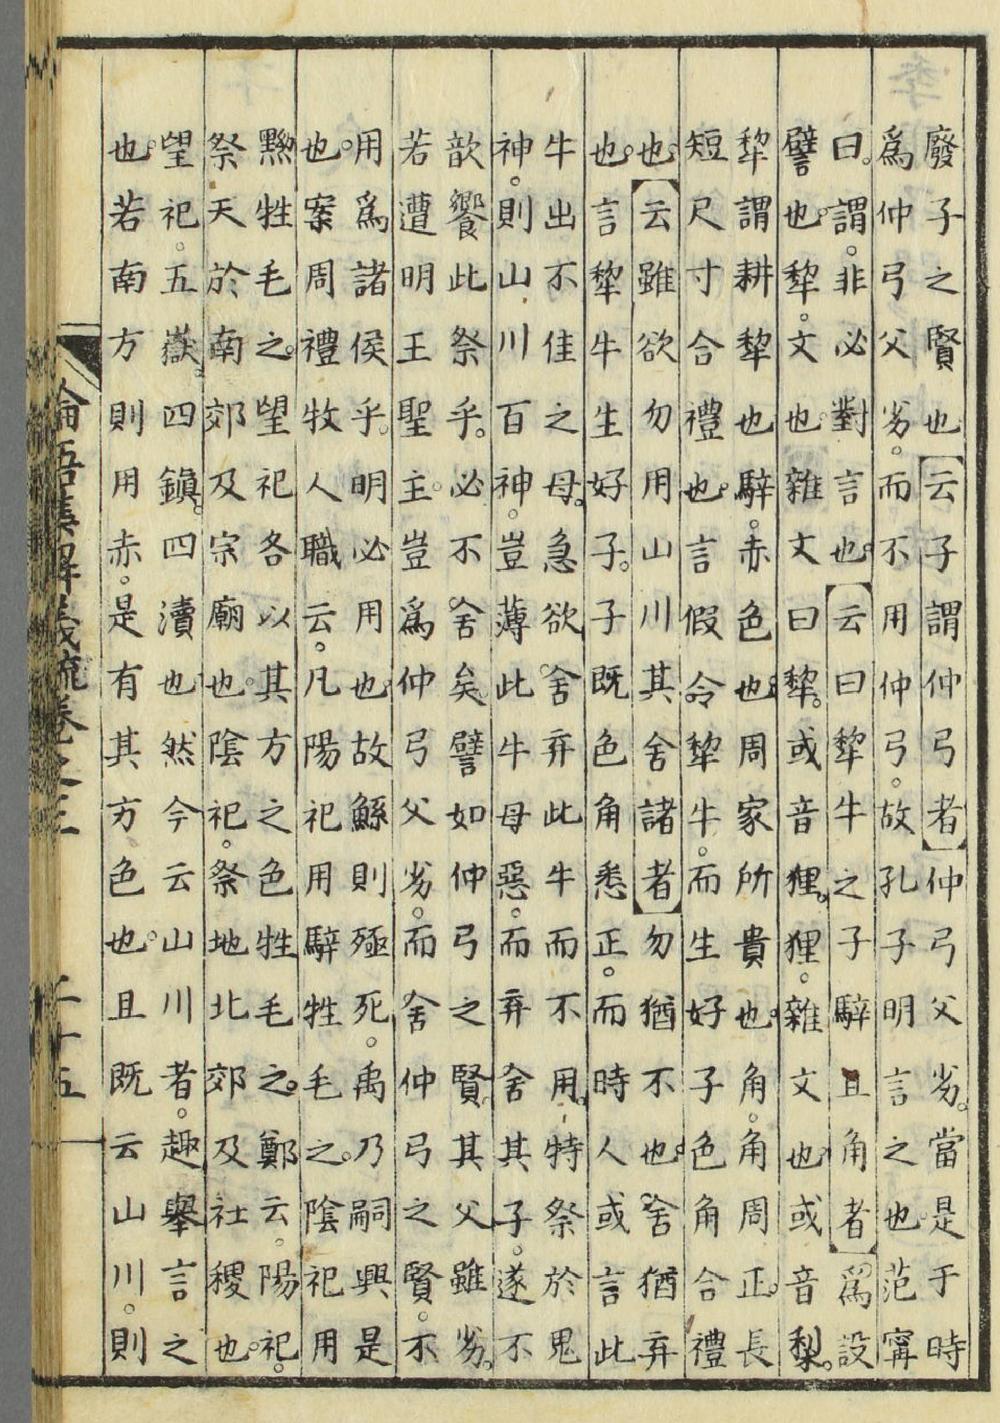 廢子之賢也【云子謂仲弓者】仲弓父劣。當是于時
爲仲弓父劣。而不用仲弓。故孔子明言之也。范甯
曰。謂。非必對言也。【云曰犂牛之子騂且角者】爲設
譬也。犂。文也。雜文曰犂。或音狸。狸。雜文也。或音梨。
犂謂耕犂也。騂。赤色也。周家所貴也。角。角周正。長
短尺寸合禮也。言假令犂牛。而生好子色角合禮
也。【云雖欲勿用山川其舍諸者】勿猶不也。舍猶弃
也。言犂牛生好子。子既色角悉正。而時人或言此
牛出不佳之母。急欲舍弃此牛而不用。特祭於鬼
神。則山川百神。豈薄此牛母惡。而弃舍其子。遂不
歆饗此祭乎。必不舍矣。譬如仲弓之賢。其父雖劣。
若遭明王聖主。豈爲仲弓父劣。而舍仲弓之賢。不
用爲諸侯乎。明必用也。故鯀則殛死。禹乃嗣興是
也。案周禮牧人職云。凡陽祀用騂牲毛之。陰祀用
黝牲毛之。望祀各以其方之色牲毛之。鄭云。陽祀。
祭天於南郊及宗廟也。陰祀。祭地北郊及社稷也。
望祀。五嶽。四鎮。四瀆也。然今云山川者。趣舉言之
也。若南方則用赤。是有其方色也。且既云山川。則
論語集解義疏卷之三
二十五